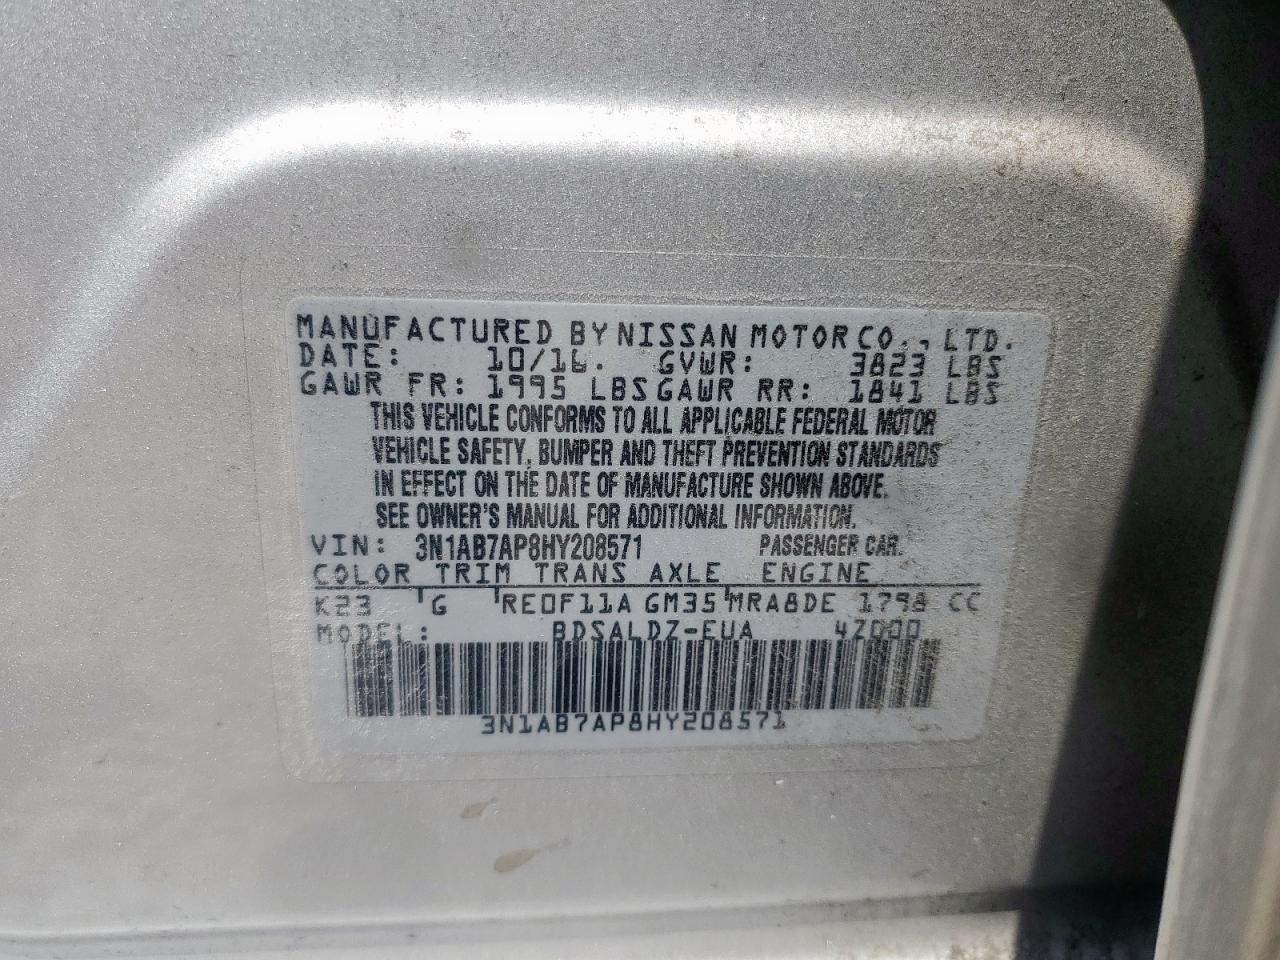 MANUFACTURED BY NISSAN MOTOR CO., LTD.
DATE: 10/16. GVWR: 3823 LBS
GAWR FR: 1995 LBS GAWR RR: 1841 LBS
THIS VEHICLE CONFORMS TO ALL APPLICABLE FEDERAL MOTOR
VEHICLE SAFETY, BUMPER AND THEFT PREVENTION STANDARDS
IN EFFECT ON THE DATE OF MANUFACTURE SHOWN ABOVE.
SEE OWNER'S MANUAL FOR ADDITIONAL INFORMATION.
VIN: 3N1AB7AP8HY208571 PASSENGER CAR.
COLOR TRIM TRANS AXLE ENGINE
K23 G RE0F11A GM35 MRA8DE 1798 CC
MODEL: BDSALDZ-EUA 4Z000
3N1AB7AP8HY208571